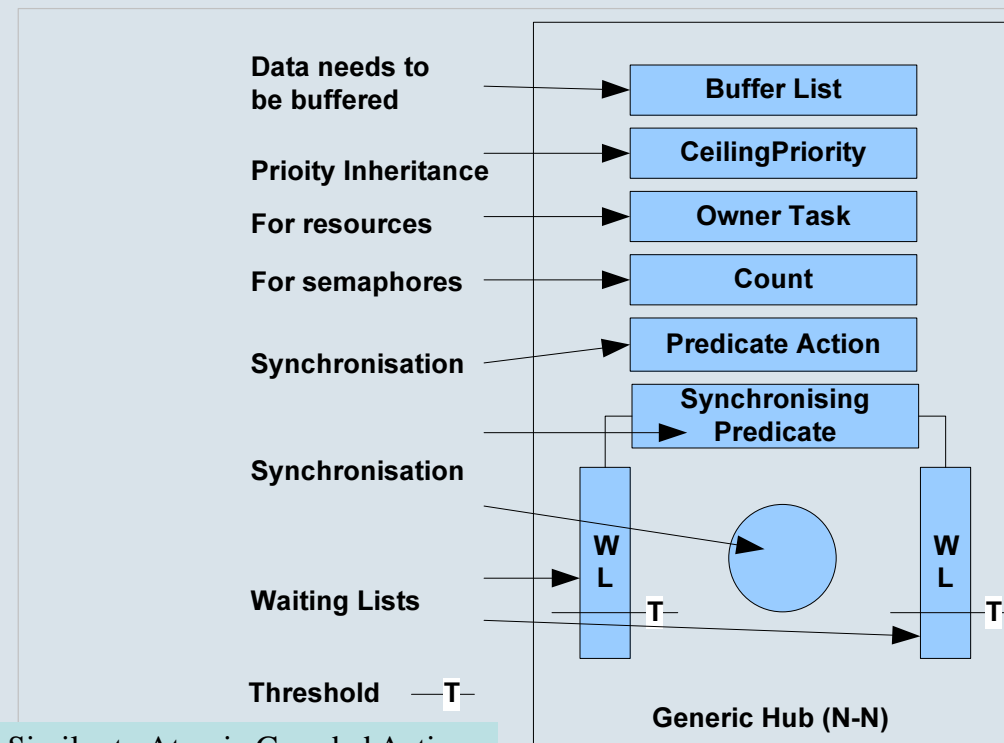 Data needs to
be buffered
Buffer List
Prioity Inheritance
CeilingPriority
For resources
Owner Task
For semaphores
Count
Synchronisation
Predicate Action
Synchronising
Predicate
Synchronisation
W
L
W
L
Waiting Lists
T
T
Threshold
T
Generic Hub (N-N)